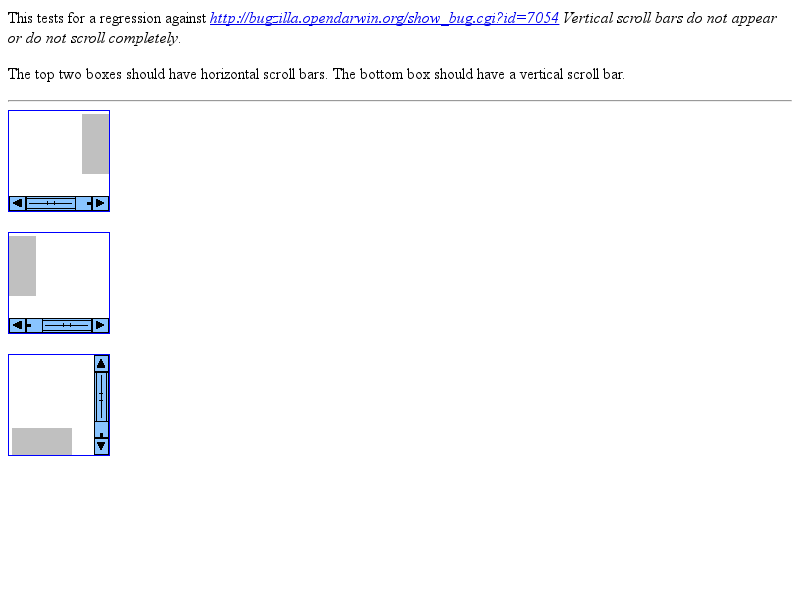 This tests for a regression against http://bugzilla.opendarwin.org/show_bug.cgi?id=7054 Vertical scroll bars do not appear
or do not scroll completely.
The top two boxes should have horizontal scroll bars. The bottom box should have a vertical scroll bar.